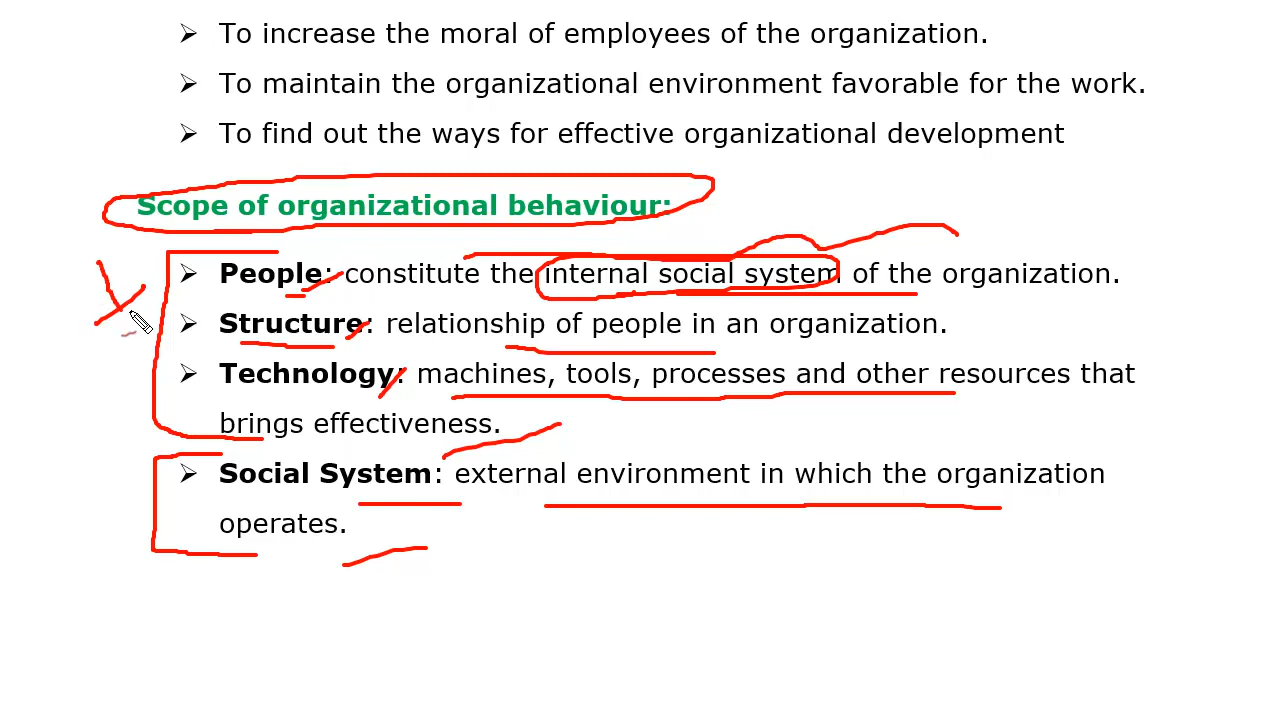 ➢ To increase the moral of employees of the organization.
➢ To maintain the organizational environment favorable for the work.
➢ To find out the ways for effective organizational development
Scope of organizational behaviour:
➢ People: constitute the internal social system of the organization.
➢ Structure: relationship of people in an organization.
➢ Technology: machines, tools, processes and other resources that
brings effectiveness.
➢ Social System: external environment in which the organization
operates.